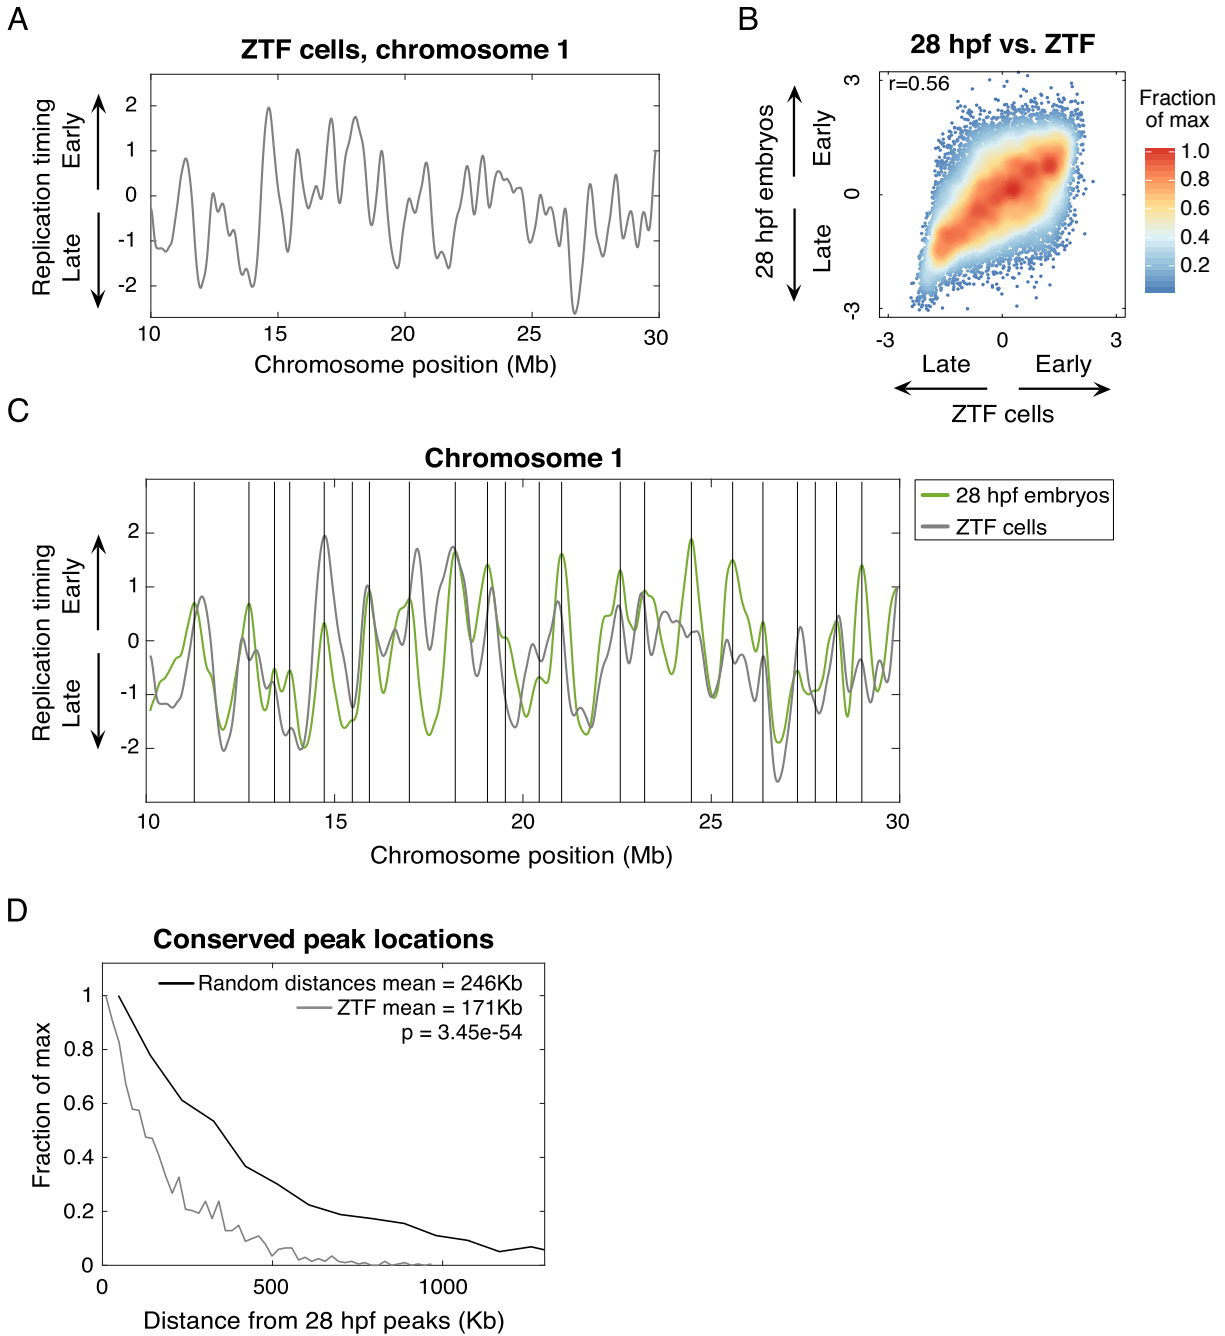 A
ZTF cells, chromosome 1
Replication timing
Late Early
2
1
0
-1
-2
10 15 20 25 30
Chromosome position (Mb)
B
28 hpf vs. ZTF
r=0.56
28 hpf embryos
Late Early
3
0
-3
-3 0 3
Late Early
ZTF cells
Fraction
of max
1.0
0.8
0.6
0.4
0.2
C
Chromosome 1
28 hpf embryos
ZTF cells
Replication timing
Late Early
2
1
0
-1
-2
10 15 20 25 30
Chromosome position (Mb)
D
Conserved peak locations
Random distances mean = 246Kb
ZTF mean = 171Kb
p = 3.45e-54
Fraction of max
1
0.8
0.6
0.4
0.2
0
0 500 1000
Distance from 28 hpf peaks (Kb)